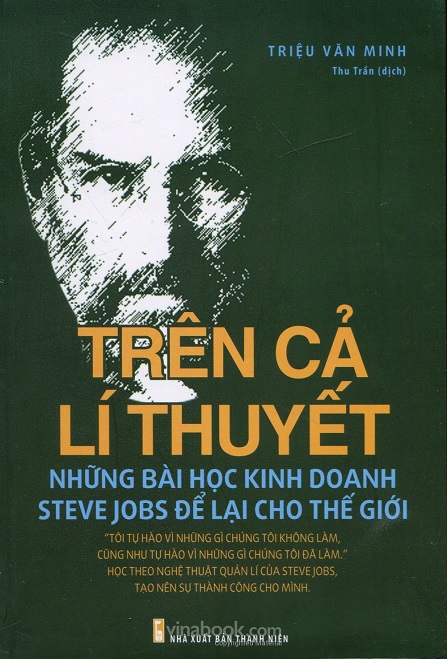 TRIỆU VĂN MINH
Thu Trần (dịch)
TRÊN CẢ
LÍ THUYẾT
NHỮNG BÀI HỌC KINH DOANH
STEVE JOBS ĐỂ LẠI CHO THẾ GIỚI
"TÔI TỰ HÀO VÌ NHỮNG GÌ CHÚNG TÔI KHÔNG LÀM,
CŨNG NHƯ TỰ HÀO VÌ NHỮNG GÌ CHÚNG TÔI ĐÃ LÀM."
HỌC THEO NGHỆ THUẬT QUẢN LÍ CỦA STEVE JOBS,
TẠO NÊN SỰ THÀNH CÔNG CHO MÌNH.
vinabook.com
copyrighted Material
NHÀ XUẤT BẢN THANH NIÊN